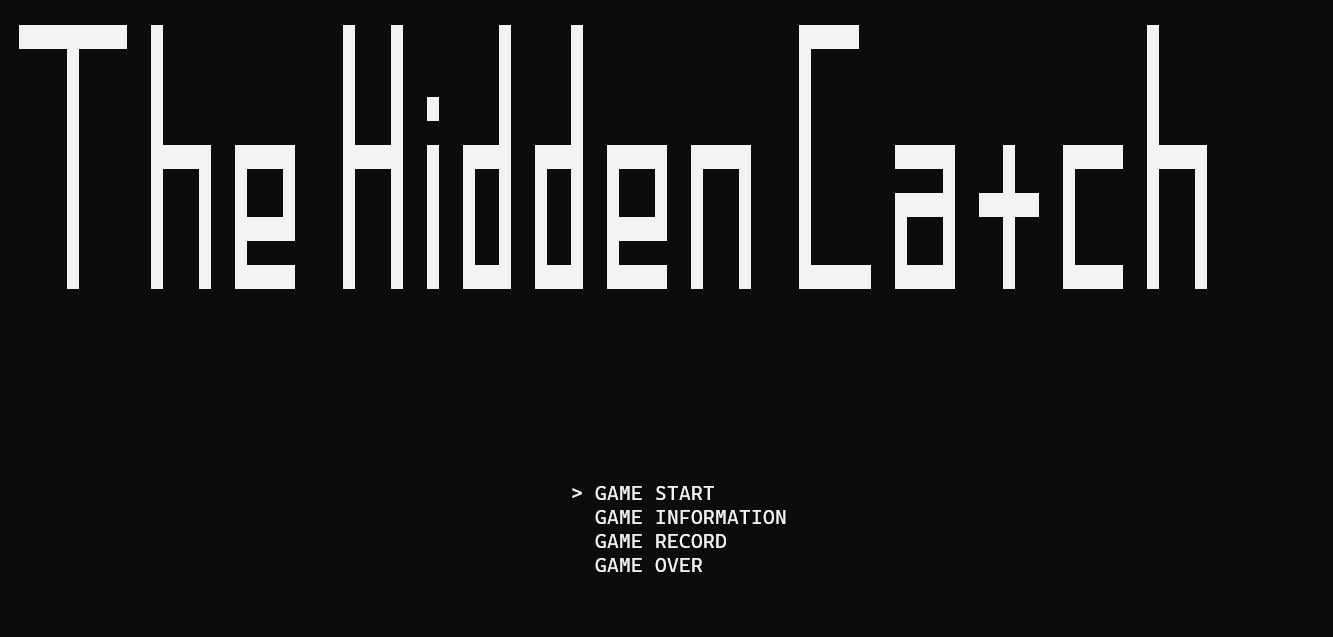 The Hidden Catch
> GAME START
GAME INFORMATION
GAME RECORD
GAME OVER